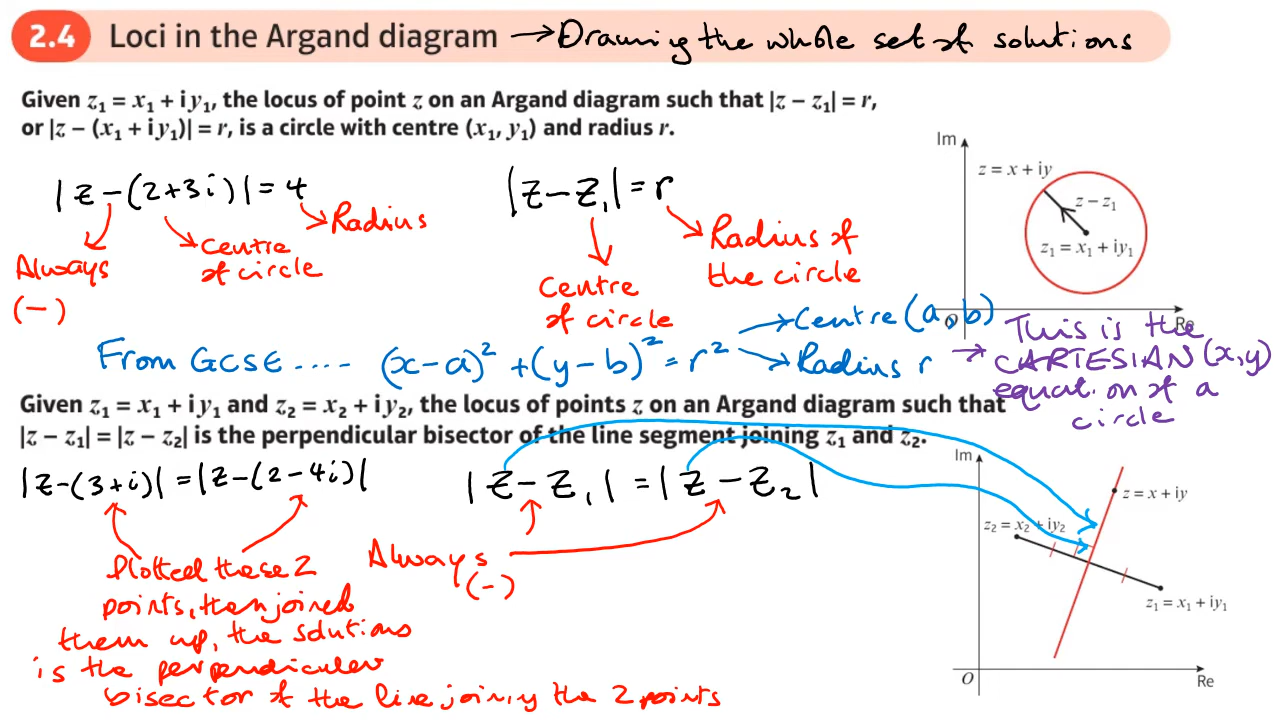 2.4 Loci in the Argand diagram → Drawing the whole set of solutions
Given z₁ = x₁ + iy₁, the locus of point z on an Argand diagram such that |z − z₁| = r,
or |z − (x₁ + iy₁)| = r, is a circle with centre (x₁, y₁) and radius r.
|z-(2+3i)| = 4
Always
(-)
Centre
of circle
Radius
|z-z₁| = r
Centre
of circle
Radius of
the circle
Im
z = x + iy
z − z₁
z₁ = x₁ + iy₁
O
Re
From GCSE .... (x-a)² + (y-b)² = r²
Centre (a,b)
Radius r
→ This is the
CARTESIAN (x,y)
equation of a
circle
Given z₁ = x₁ + iy₁ and z₂ = x₂ + iy₂, the locus of points z on an Argand diagram such that
|z − z₁| = |z − z₂| is the perpendicular bisector of the line segment joining z₁ and z₂.
|z-(3+i)| = |z-(2-4i)|
Plotted these 2
points, then joined
them up, the solutions
is the perpendicular
bisector of the line joining the 2 points
|z-z₁| = |z-z₂|
Always
(-)
Im
z = x + iy
z₂ = x₂ + iy₂
z₁ = x₁ + iy₁
O
Re